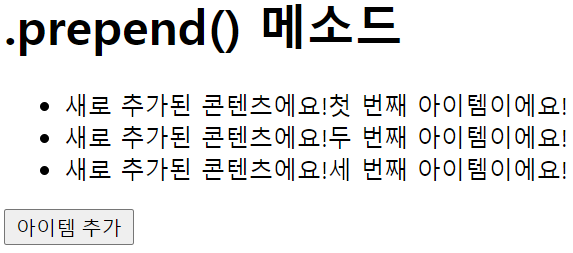 .prepend() 메소드
새로 추가된 콘텐츠에요!첫 번째 아이템이에요!
새로 추가된 콘텐츠에요!두 번째 아이템이에요!
새로 추가된 콘텐츠에요!세 번째 아이템이에요!
아이템 추가